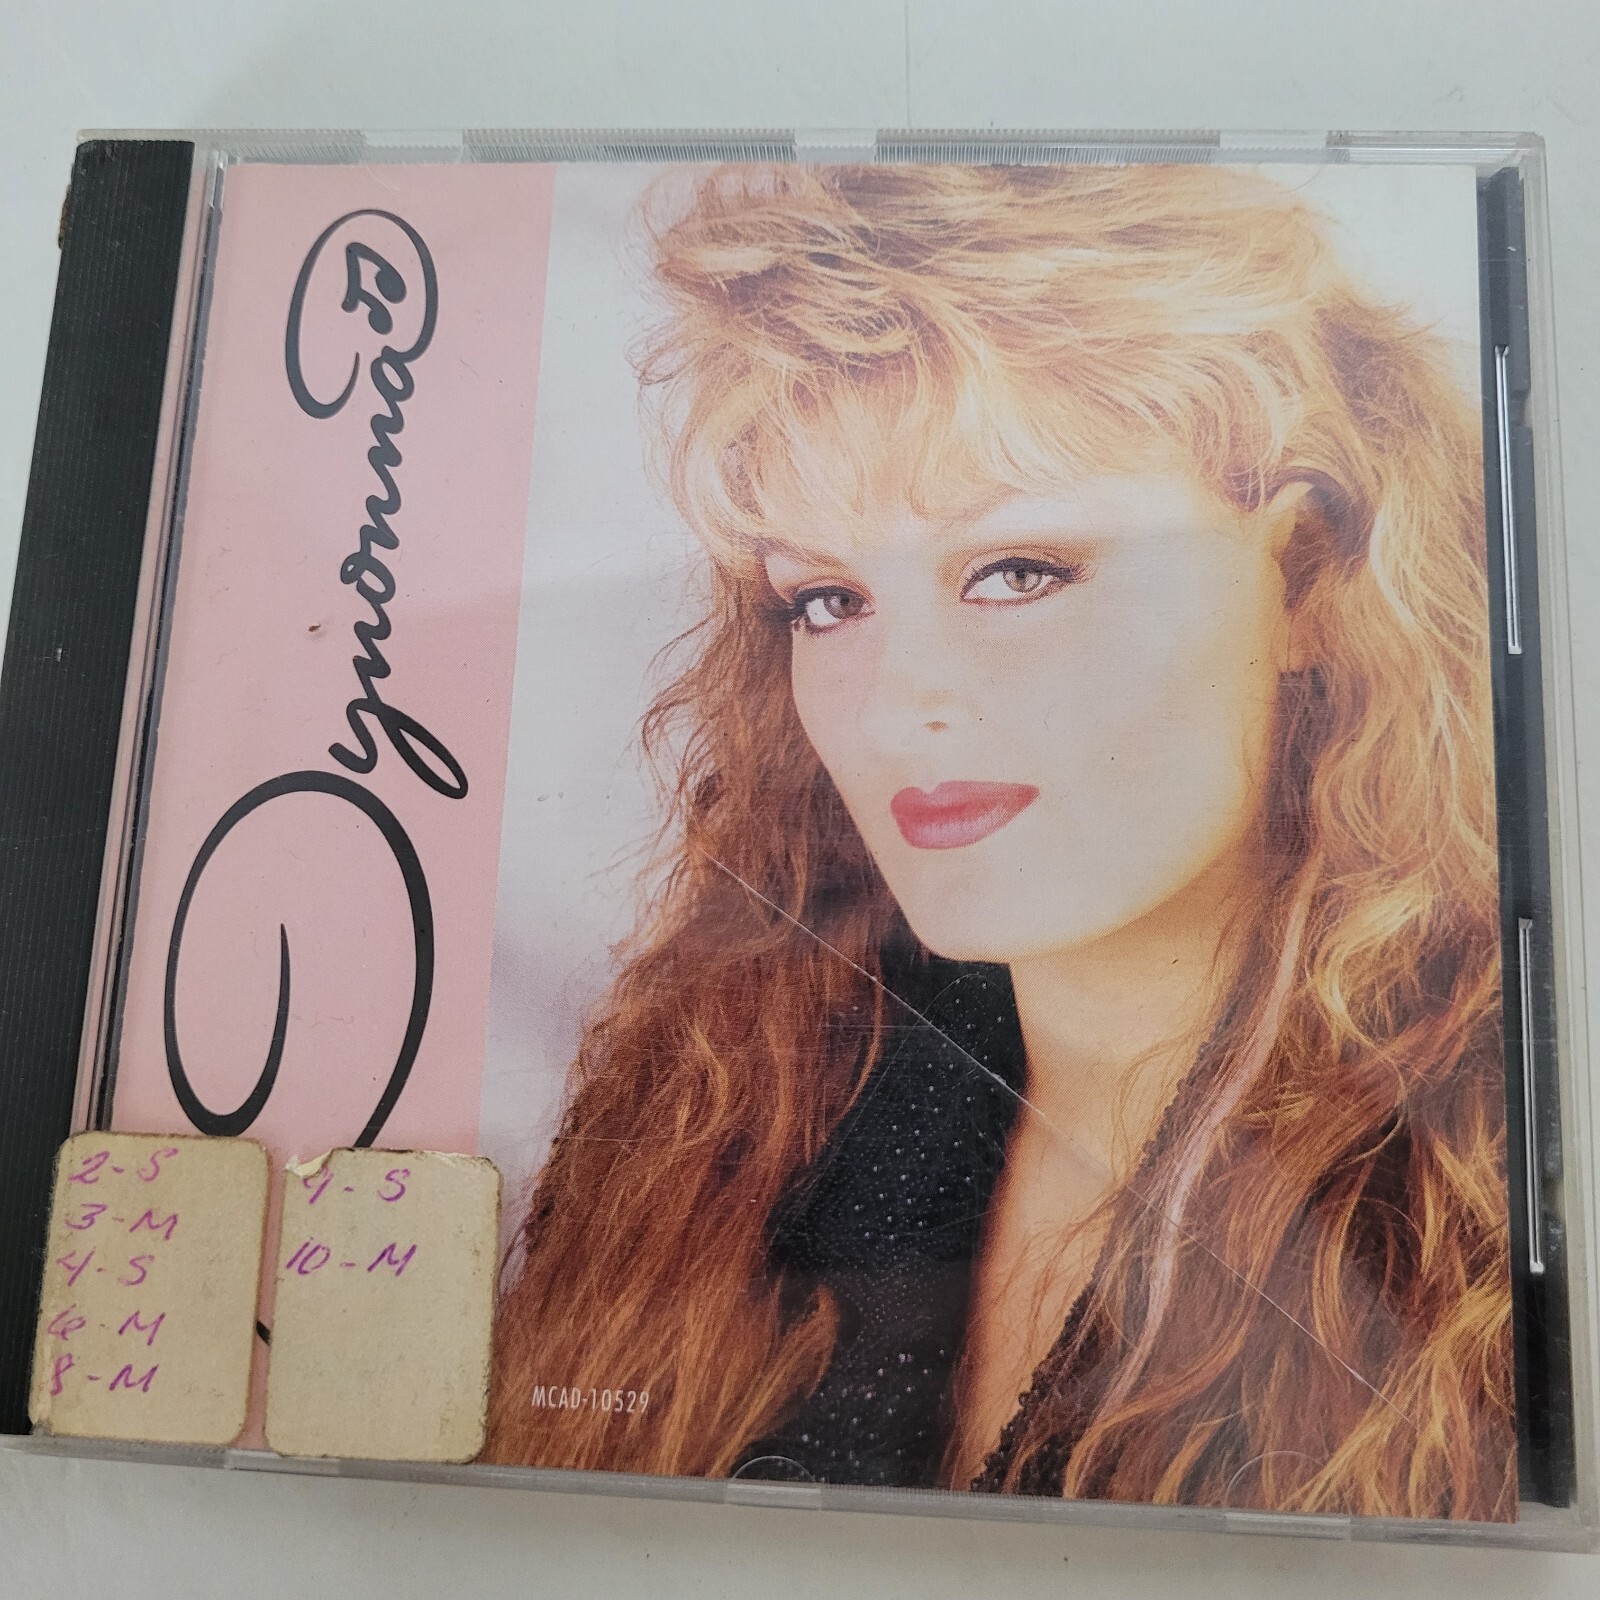 Wynonna
2-S
3-M
4-S
6-M
8-M
9-S
10-M
MCAD-10529